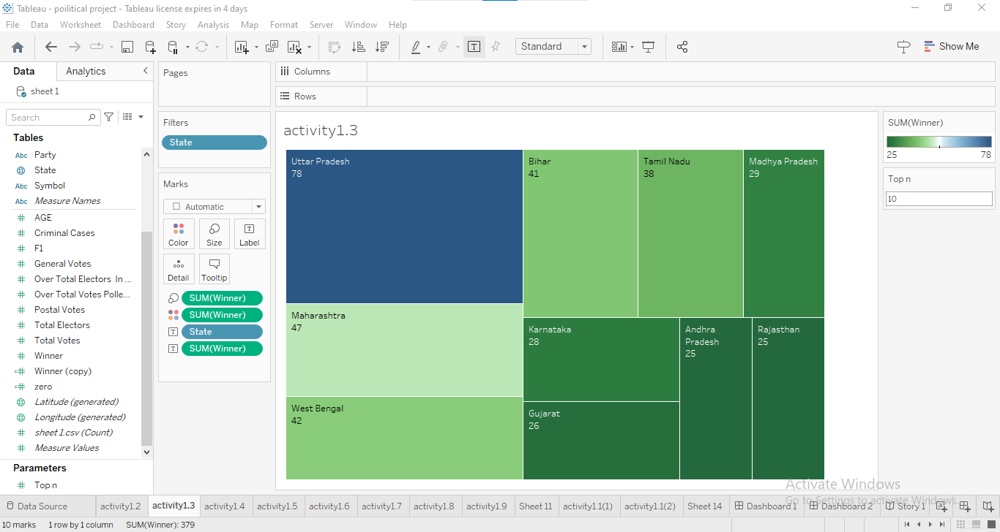 Tableau - poilitical project - Tableau license expires in 4 days
File Data Worksheet Dashboard Story Analysis Map Format Server Window Help
Standard
Show Me
Data Analytics
sheet 1
Search
Tables
Abc Party
State
Abc Symbol
Abc Measure Names
AGE
Criminal Cases
F1
General Votes
Over Total Electors In ...
Over Total Votes Polle...
Postal Votes
Total Electors
Total Votes
Winner
Winner (copy)
zero
Latitude (generated)
Longitude (generated)
sheet 1.csv (Count)
Measure Values
Parameters
Top n
Pages
Filters
State
Marks
Automatic
Color Size Label
Detail Tooltip
SUM(Winner)
SUM(Winner)
State
SUM(Winner)
Columns
Rows
activity1.3
Uttar Pradesh
78
Maharashtra
47
West Bengal
42
Bihar
41
Tamil Nadu
38
Madhya Pradesh
29
Karnataka
28
Gujarat
26
Andhra
Pradesh
25
Rajasthan
25
SUM(Winner)
25 78
Top n
10
Activate Windows
Go to Settings to activate Windows.
Data Source activity1.2 activity1.3 activity1.4 activity1.5 activity1.6 activity1.7 activity1.8 activity1.9 Sheet 11 activity1.1(1) activity1.1(2) Sheet 14 Dashboard 1 Dashboard 2 Story 1
10 marks 1 row by 1 column SUM(Winner): 379